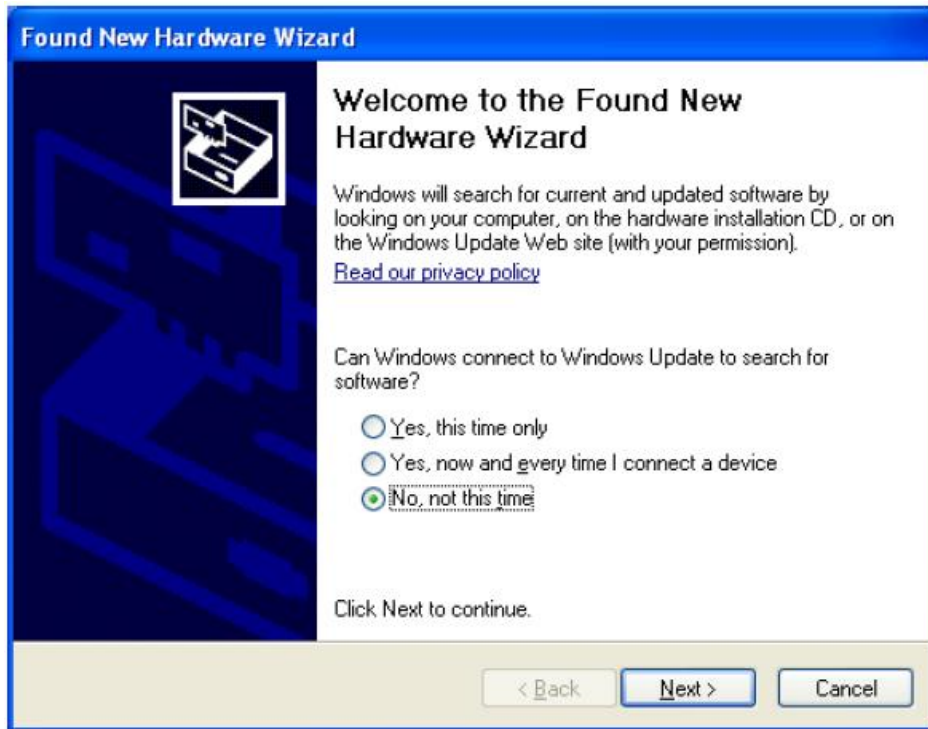 Found New Hardware Wizard
Welcome to the Found New
Hardware Wizard
Windows will search for current and updated software by
looking on your computer, on the hardware installation CD, or on
the Windows Update Web site (with your permission).
Read our privacy policy
Can Windows connect to Windows Update to search for
software?
Yes, this time only
Yes, now and every time I connect a device
No, not this time
Click Next to continue.
< Back
Next >
Cancel